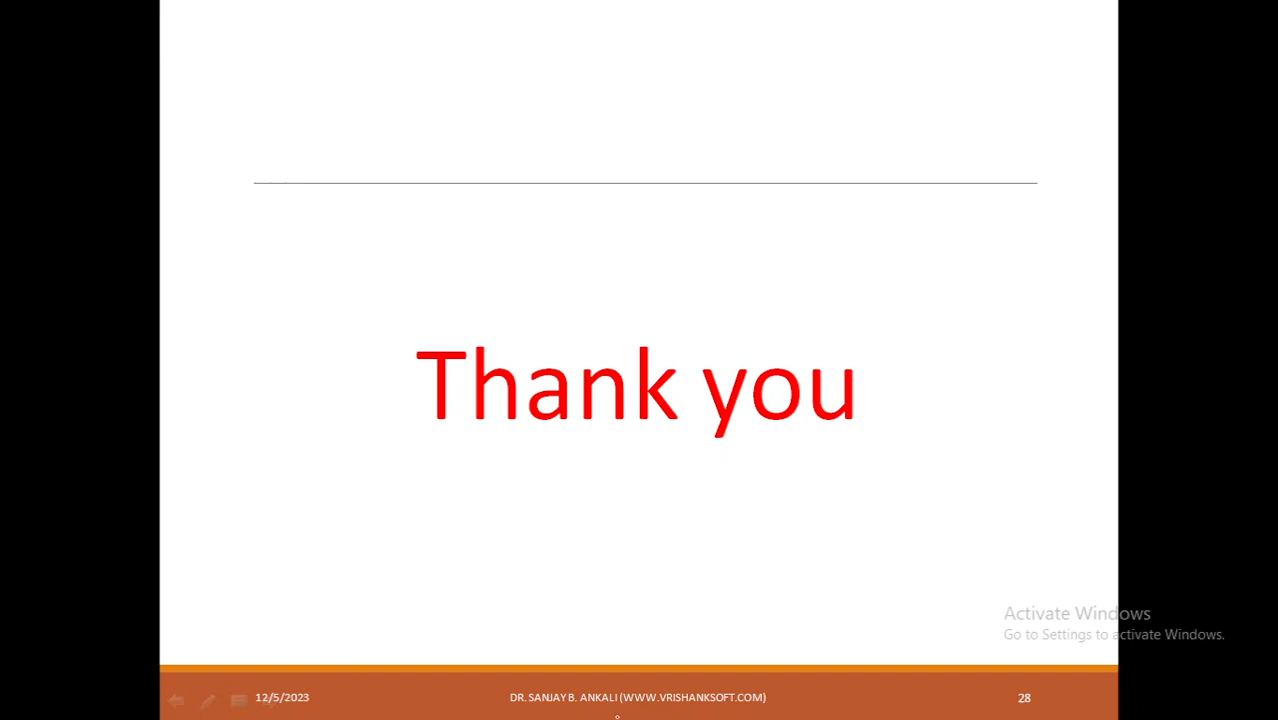 Thank you
Activate Windows
Go to Settings to activate Windows.
12/5/2023
DR. SANJAY B. ANKALI (WWW.VRISHANKSOFT.COM)
28